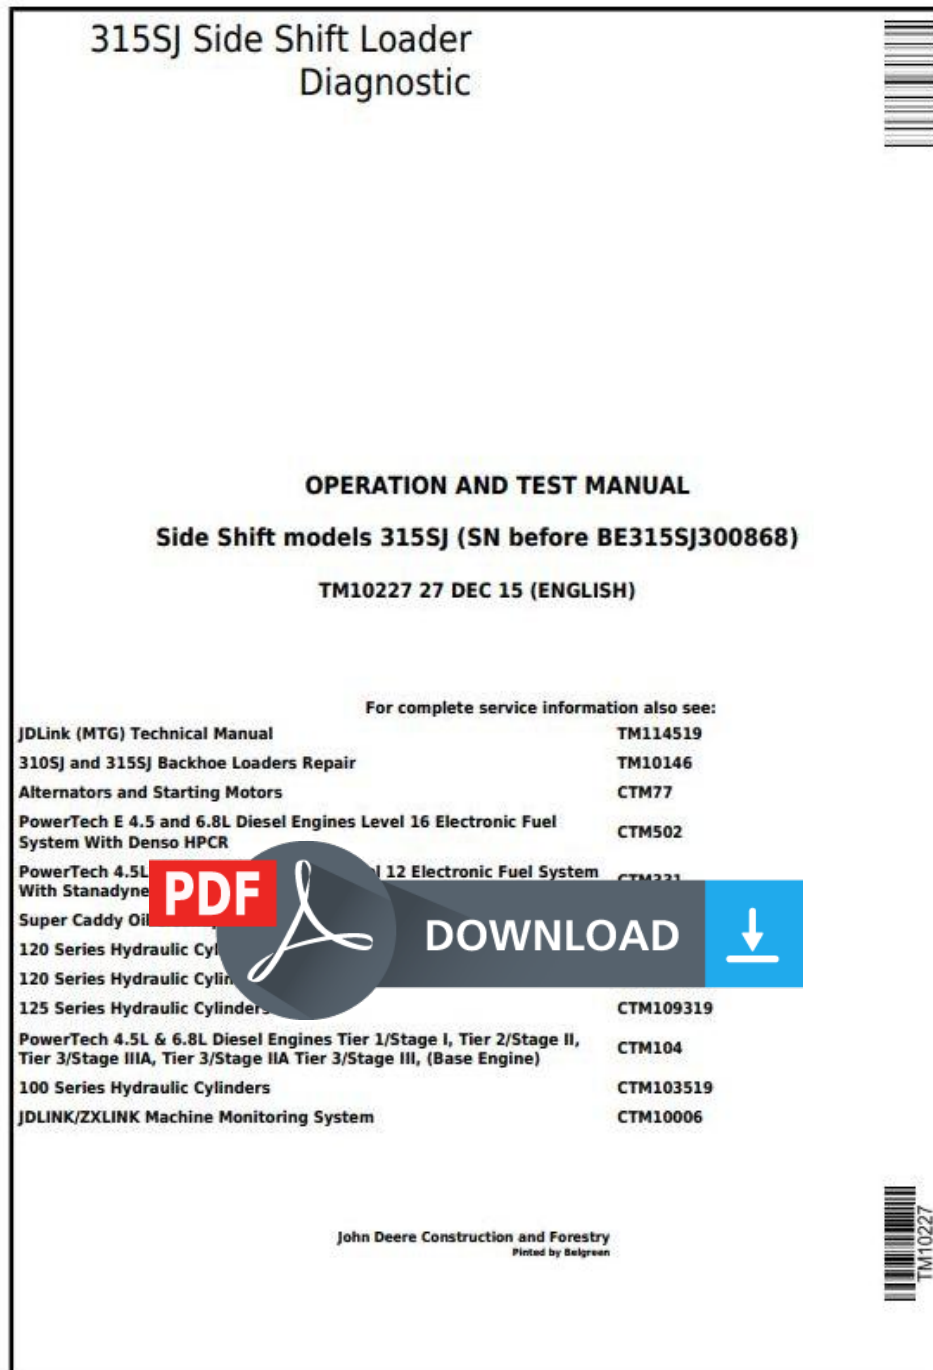 315SJ Side Shift Loader
Diagnostic
OPERATION AND TEST MANUAL
Side Shift models 315SJ (SN before BE315SJ300868)
TM10227 27 DEC 15 (ENGLISH)
For complete service information also see:
JDLink (MTG) Technical Manual TM114519
310SJ and 315SJ Backhoe Loaders Repair TM10146
Alternators and Starting Motors CTM77
PowerTech E 4.5 and 6.8L Diesel Engines Level 16 Electronic Fuel
System With Denso HPCR CTM502
PowerTech 4.5L 12 Electronic Fuel System
With Stanadyne
Super Caddy Oil
PDF
DOWNLOAD
120 Series Hydraulic
120 Series Hydraulic
125 Series Hydraulic Cylinders CTM109319
PowerTech 4.5L & 6.8L Diesel Engines Tier 1/Stage I, Tier 2/Stage II,
Tier 3/Stage IIIA, Tier 3/Stage IIA Tier 3/Stage III, (Base Engine) CTM104
100 Series Hydraulic Cylinders CTM103519
JDLINK/ZXLINK Machine Monitoring System CTM10006
John Deere Construction and Forestry
Pinted by Belgreen
TM10227